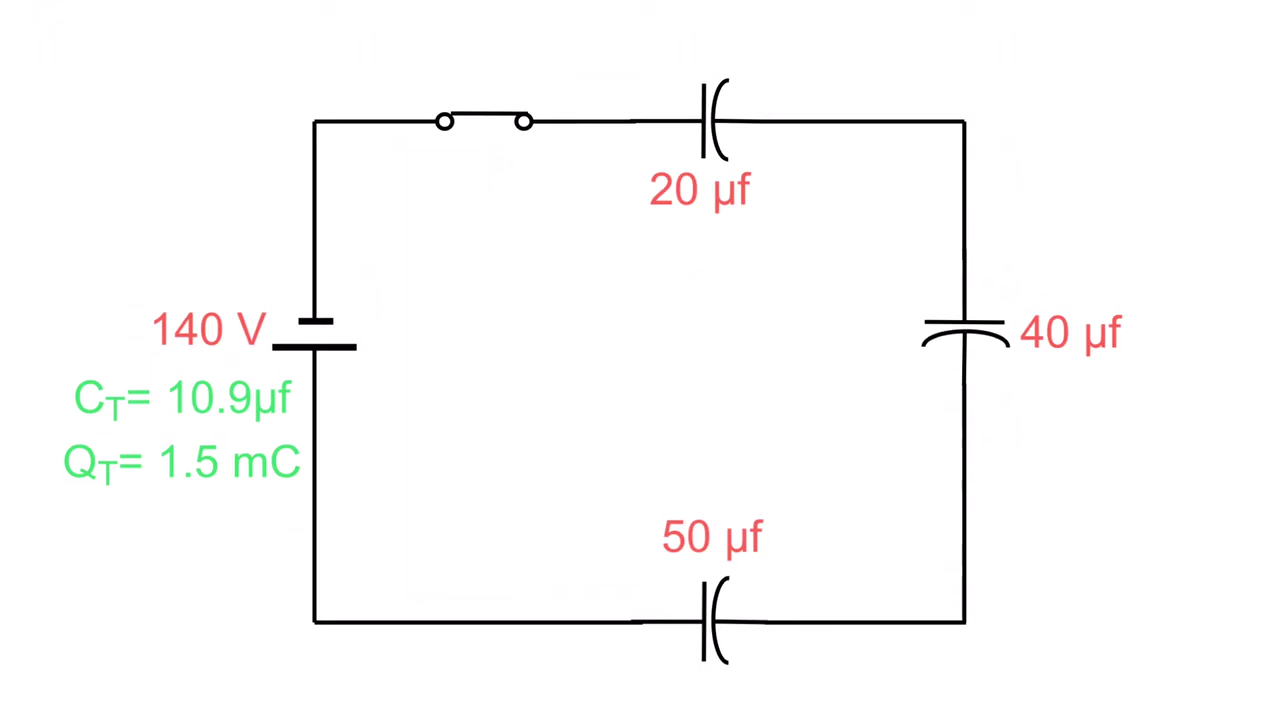 20 µf
140 V
40 µf
C_T= 10.9µf
Q_T= 1.5 mC
50 µf